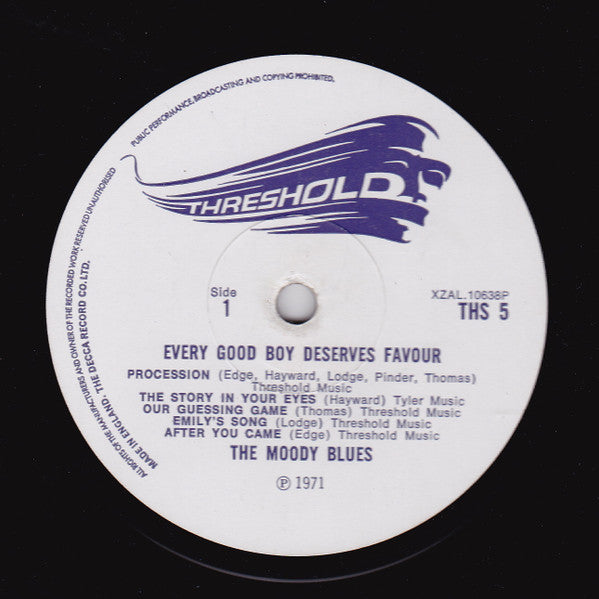 ALL RIGHTS OF THE MANUFACTURERS AND OWNER OF THE RECORDED WORK RESERVED UNAUTHORISED
PUBLIC PERFORMANCE, BROADCASTING AND COPYING PROHIBITED.
MADE IN ENGLAND. THE DECCA RECORD CO. LTD.
THRESHOLD
Side
1
XZAL.10638P
THS 5
EVERY GOOD BOY DESERVES FAVOUR
PROCESSION (Edge, Hayward, Lodge, Pinder, Thomas)
Threshold Music
THE STORY IN YOUR EYES (Hayward) Tyler Music
OUR GUESSING GAME (Thomas) Threshold Music
EMILY'S SONG (Lodge) Threshold Music
AFTER YOU CAME (Edge) Threshold Music
THE MOODY BLUES
Ⓟ 1971